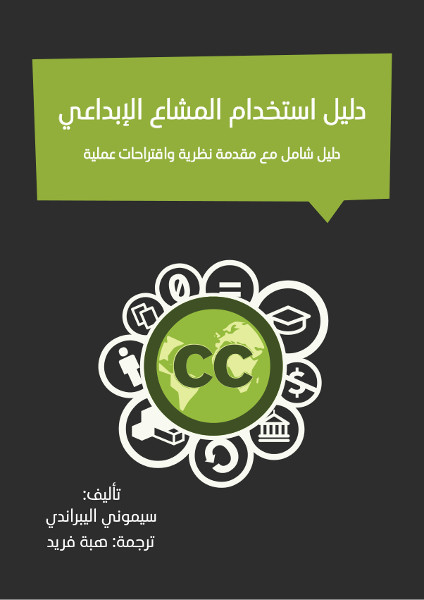 دليل استخدام المشاع الإبداعي
دليل شامل مع مقدمة نظرية واقتراحات عملية
CC
تأليف:
سيموني اليبراندي
ترجمة: هبة فريد